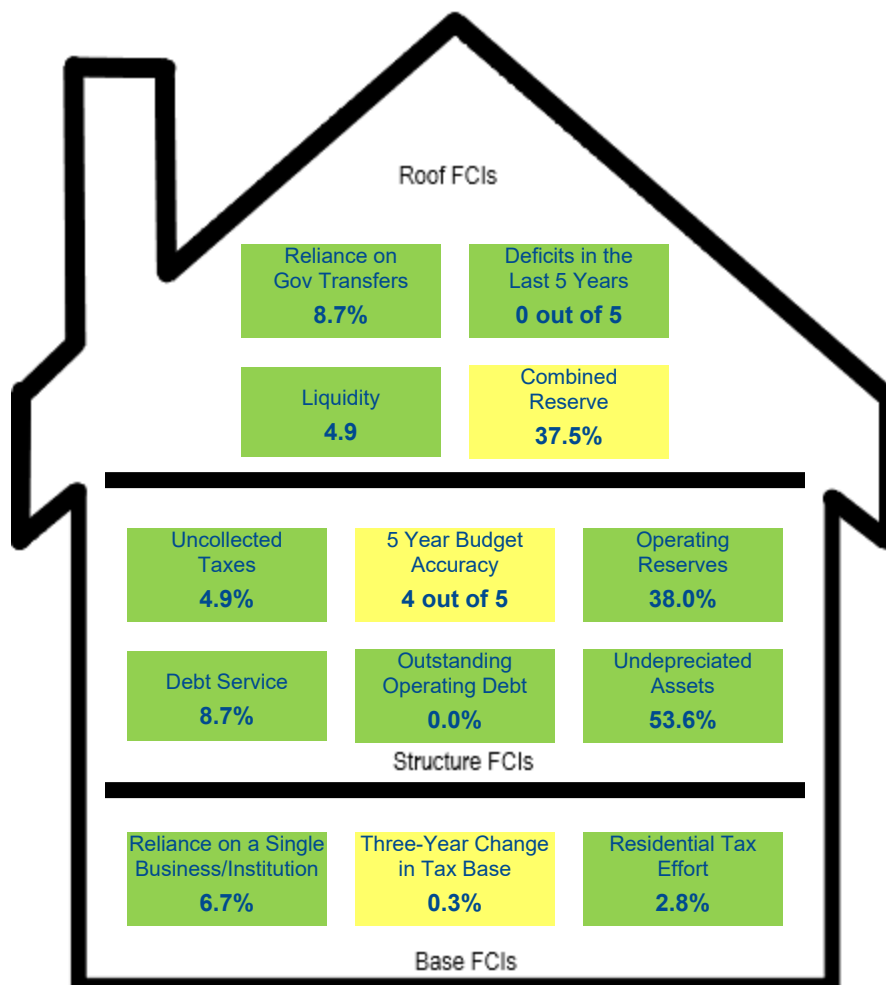 Roof FCIs
Reliance on
Gov Transfers
8.7%
Deficits in the
Last 5 Years
0 out of 5
Liquidity
4.9
Combined
Reserve
37.5%
Uncollected
Taxes
4.9%
5 Year Budget
Accuracy
4 out of 5
Operating
Reserves
38.0%
Debt Service
8.7%
Outstanding
Operating Debt
0.0%
Undepreciated
Assets
53.6%
Structure FCIs
Reliance on a Single
Business/Institution
6.7%
Three-Year Change
in Tax Base
0.3%
Residential Tax
Effort
2.8%
Base FCIs